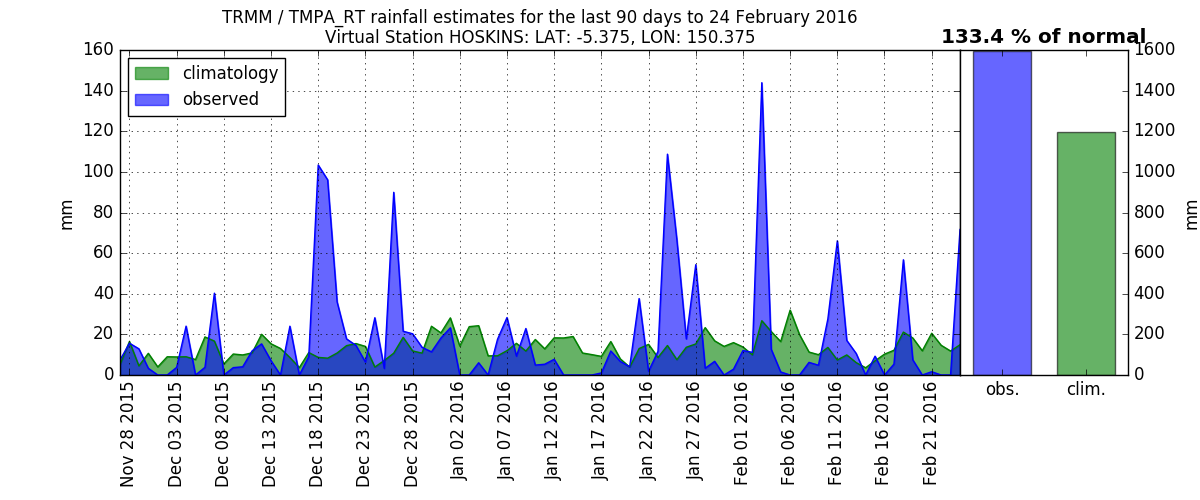 TRMM / TMPA_RT rainfall estimates for the last 90 days to 24 February 2016
Virtual Station HOSKINS: LAT: -5.375, LON: 150.375
133.4 % of normal
climatology
observed
mm
160
140
120
100
80
60
40
20
0
1600
1400
1200
1000
800
600
400
200
0
mm
Nov 28 2015
Dec 03 2015
Dec 08 2015
Dec 13 2015
Dec 18 2015
Dec 23 2015
Dec 28 2015
Jan 02 2016
Jan 07 2016
Jan 12 2016
Jan 17 2016
Jan 22 2016
Jan 27 2016
Feb 01 2016
Feb 06 2016
Feb 11 2016
Feb 16 2016
Feb 21 2016
obs.
clim.